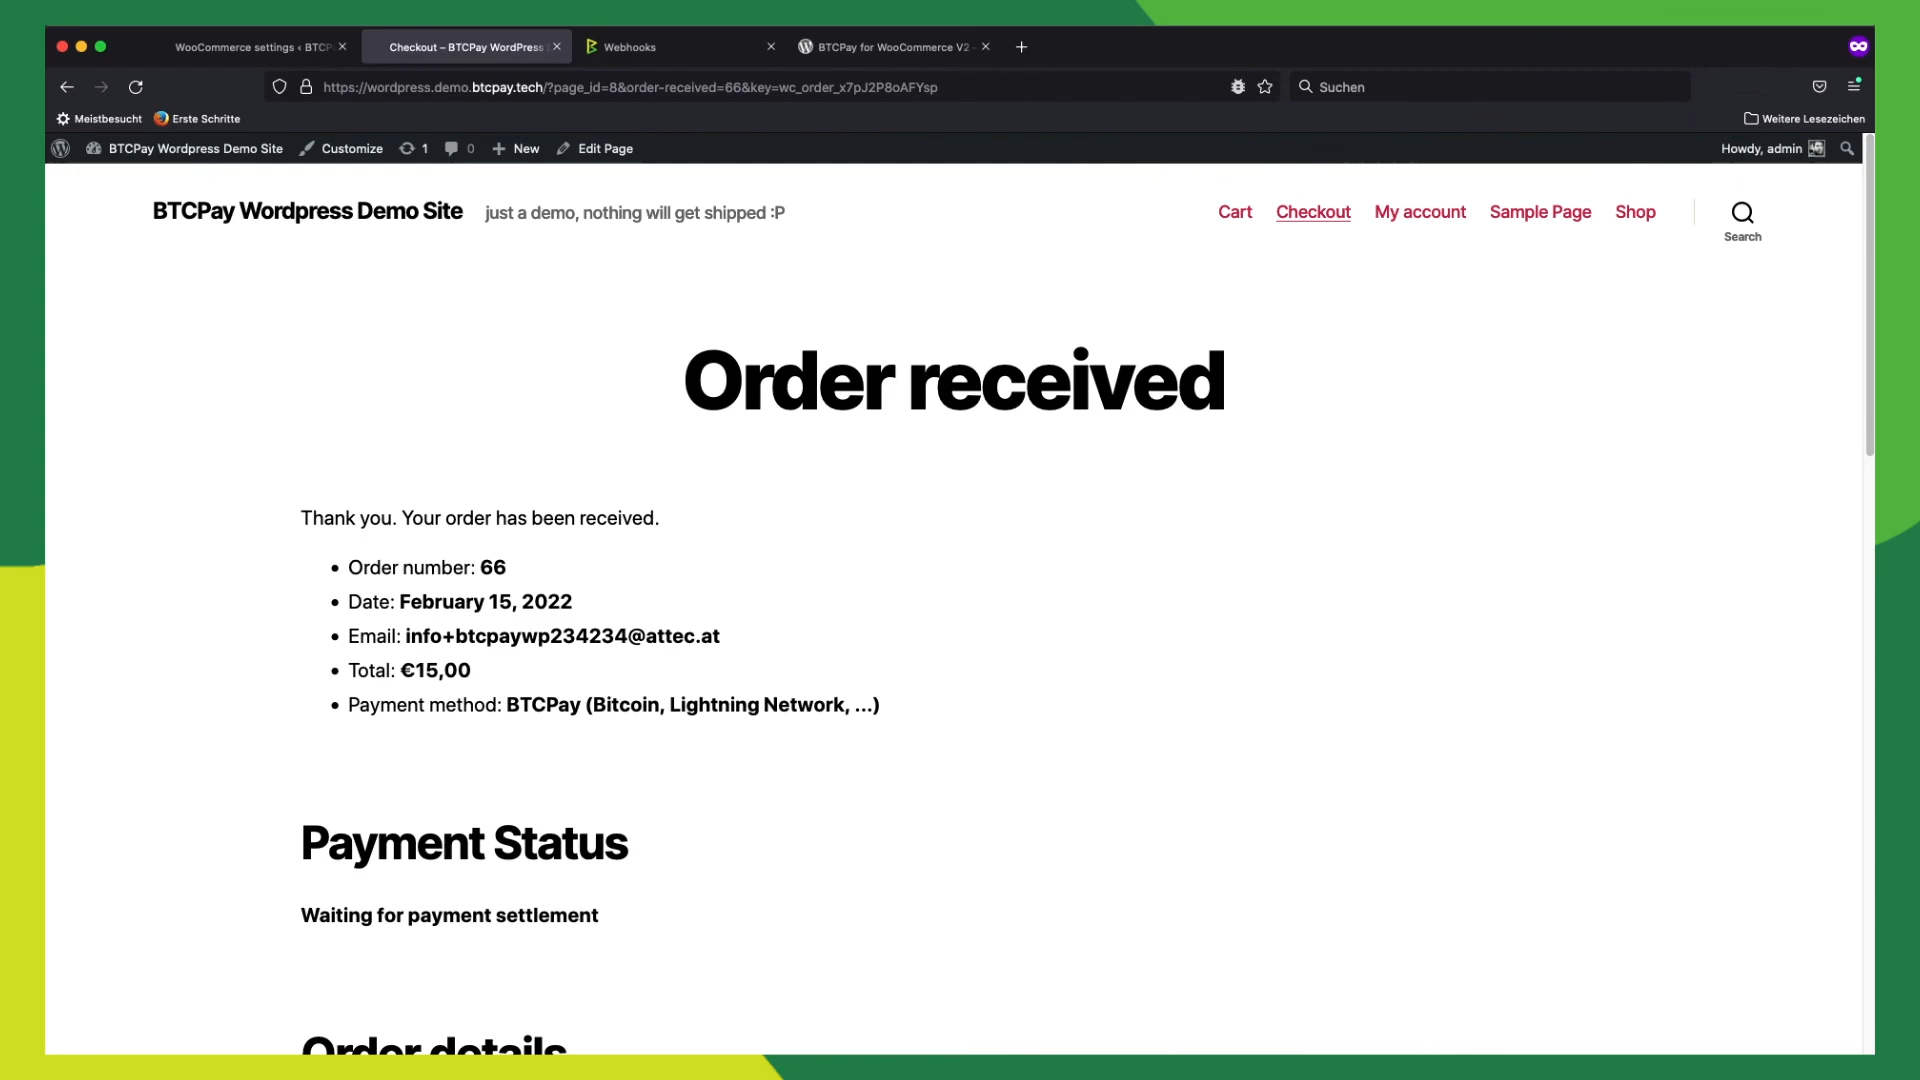 WooCommerce settings ‹ BTCP
Checkout – BTCPay WordPress
Webhooks
BTCPay for WooCommerce V2 –
https://wordpress.demo.btcpay.tech/?page_id=8&order-received=66&key=wc_order_x7pJ2P8oAFYsp
Suchen
Meistbesucht
Erste Schritte
Weitere Lesezeichen
BTCPay Wordpress Demo Site
Customize
1
0
New
Edit Page
Howdy, admin
BTCPay Wordpress Demo Site
just a demo, nothing will get shipped :P
Cart
Checkout
My account
Sample Page
Shop
Search
Order received
Thank you. Your order has been received.
• Order number: 66
• Date: February 15, 2022
• Email: info+btcpaywp234234@attec.at
• Total: €15,00
• Payment method: BTCPay (Bitcoin, Lightning Network, ...)
Payment Status
Waiting for payment settlement
Order details